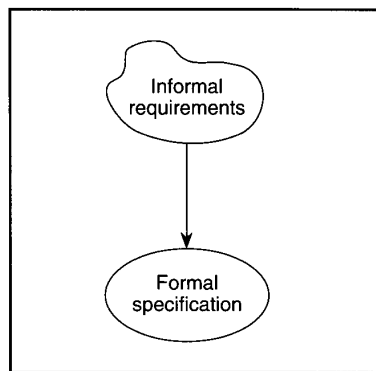 Informal
requirements
Formal
specification